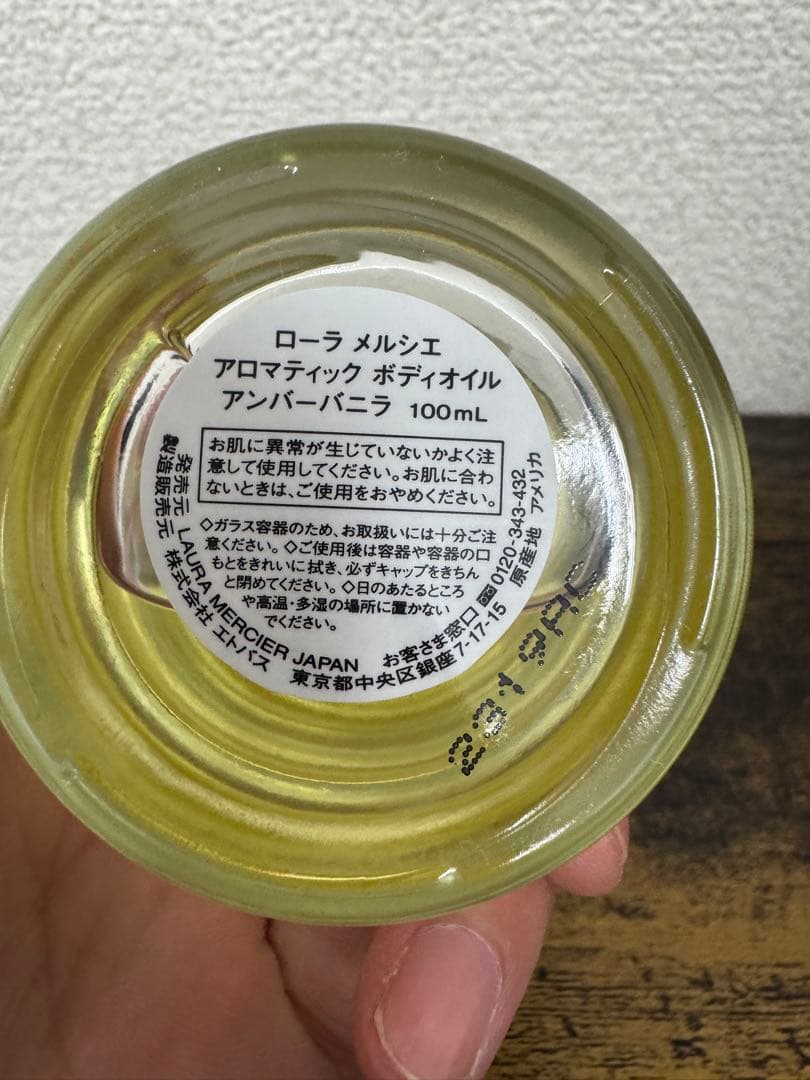 ローラ メルシエ
アロマティック ボディオイル
アンバーバニラ 100mL
お肌に異常が生じていないかよく注
意して使用してください。お肌に合わ
ないときは、ご使用をおやめください。
◇ガラス容器のため、お取扱いには十分ご注
意ください。◇ご使用後は容器や容器の口
もとをきれいに拭き、必ずキャップをきちん
と閉めてください。◇日のあたるところ
や高温・多湿の場所に置かない
でください。
発売元 LAURA MERCIER JAPAN お客さま窓口 0120-343-432
製造販売元 株式会社 エトバス 東京都中央区銀座7-17-15 原産地 アメリカ